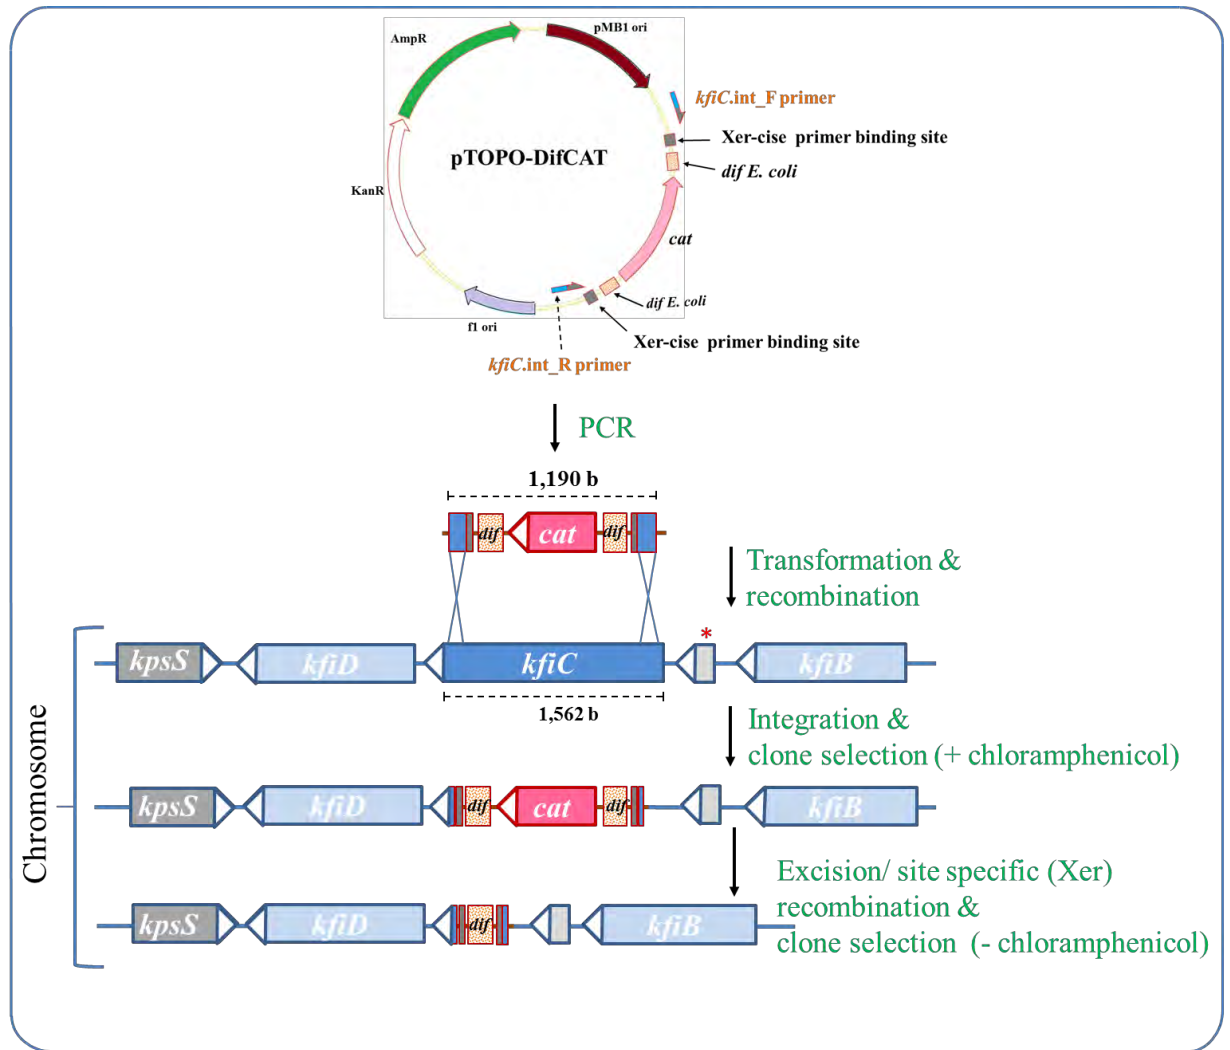 AmpR
pMB1 ori
kfiC.int_F primer
Xer-cise primer binding site
dif E. coli
pTOPO-DifCAT
KanR
cat
dif E. coli
f1 ori
Xer-cise primer binding site
kfiC.int_R primer
PCR
1,190 b
dif cat dif
Transformation &
recombination
*
kpsS kfiD kfiC kfiB
1,562 b
Integration &
clone selection (+ chloramphenicol)
Chromosome
kpsS kfiD dif cat dif kfiB
Excision/ site specific (Xer)
recombination &
clone selection (- chloramphenicol)
kpsS kfiD dif kfiB